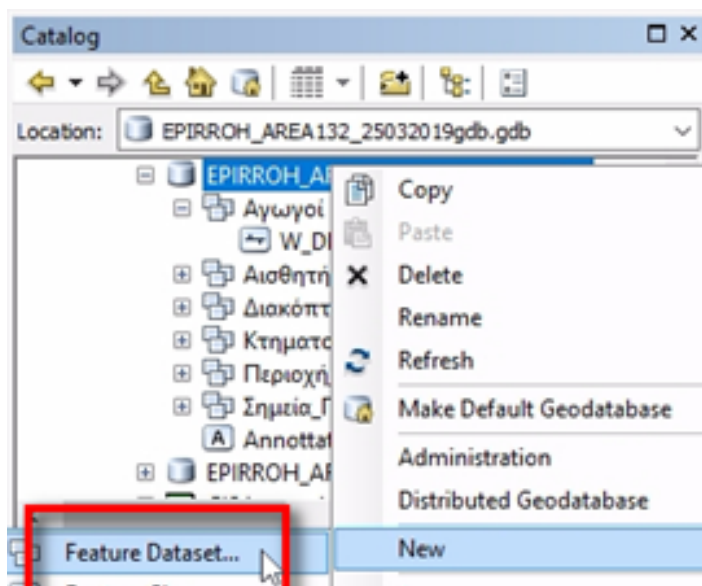 Catalog
Location: EPIRROH_AREA132_25032019gdb.gdb
EPIRROH_AR
Αγωγοί
W_DI
Αισθητή
Διακόπτ
Κτηματο
Περιοχή
Σημεία_Γ
Annottat
EPIRROH_AR
Copy
Paste
Delete
Rename
Refresh
Make Default Geodatabase
Administration
Distributed Geodatabase
New
Feature Dataset...